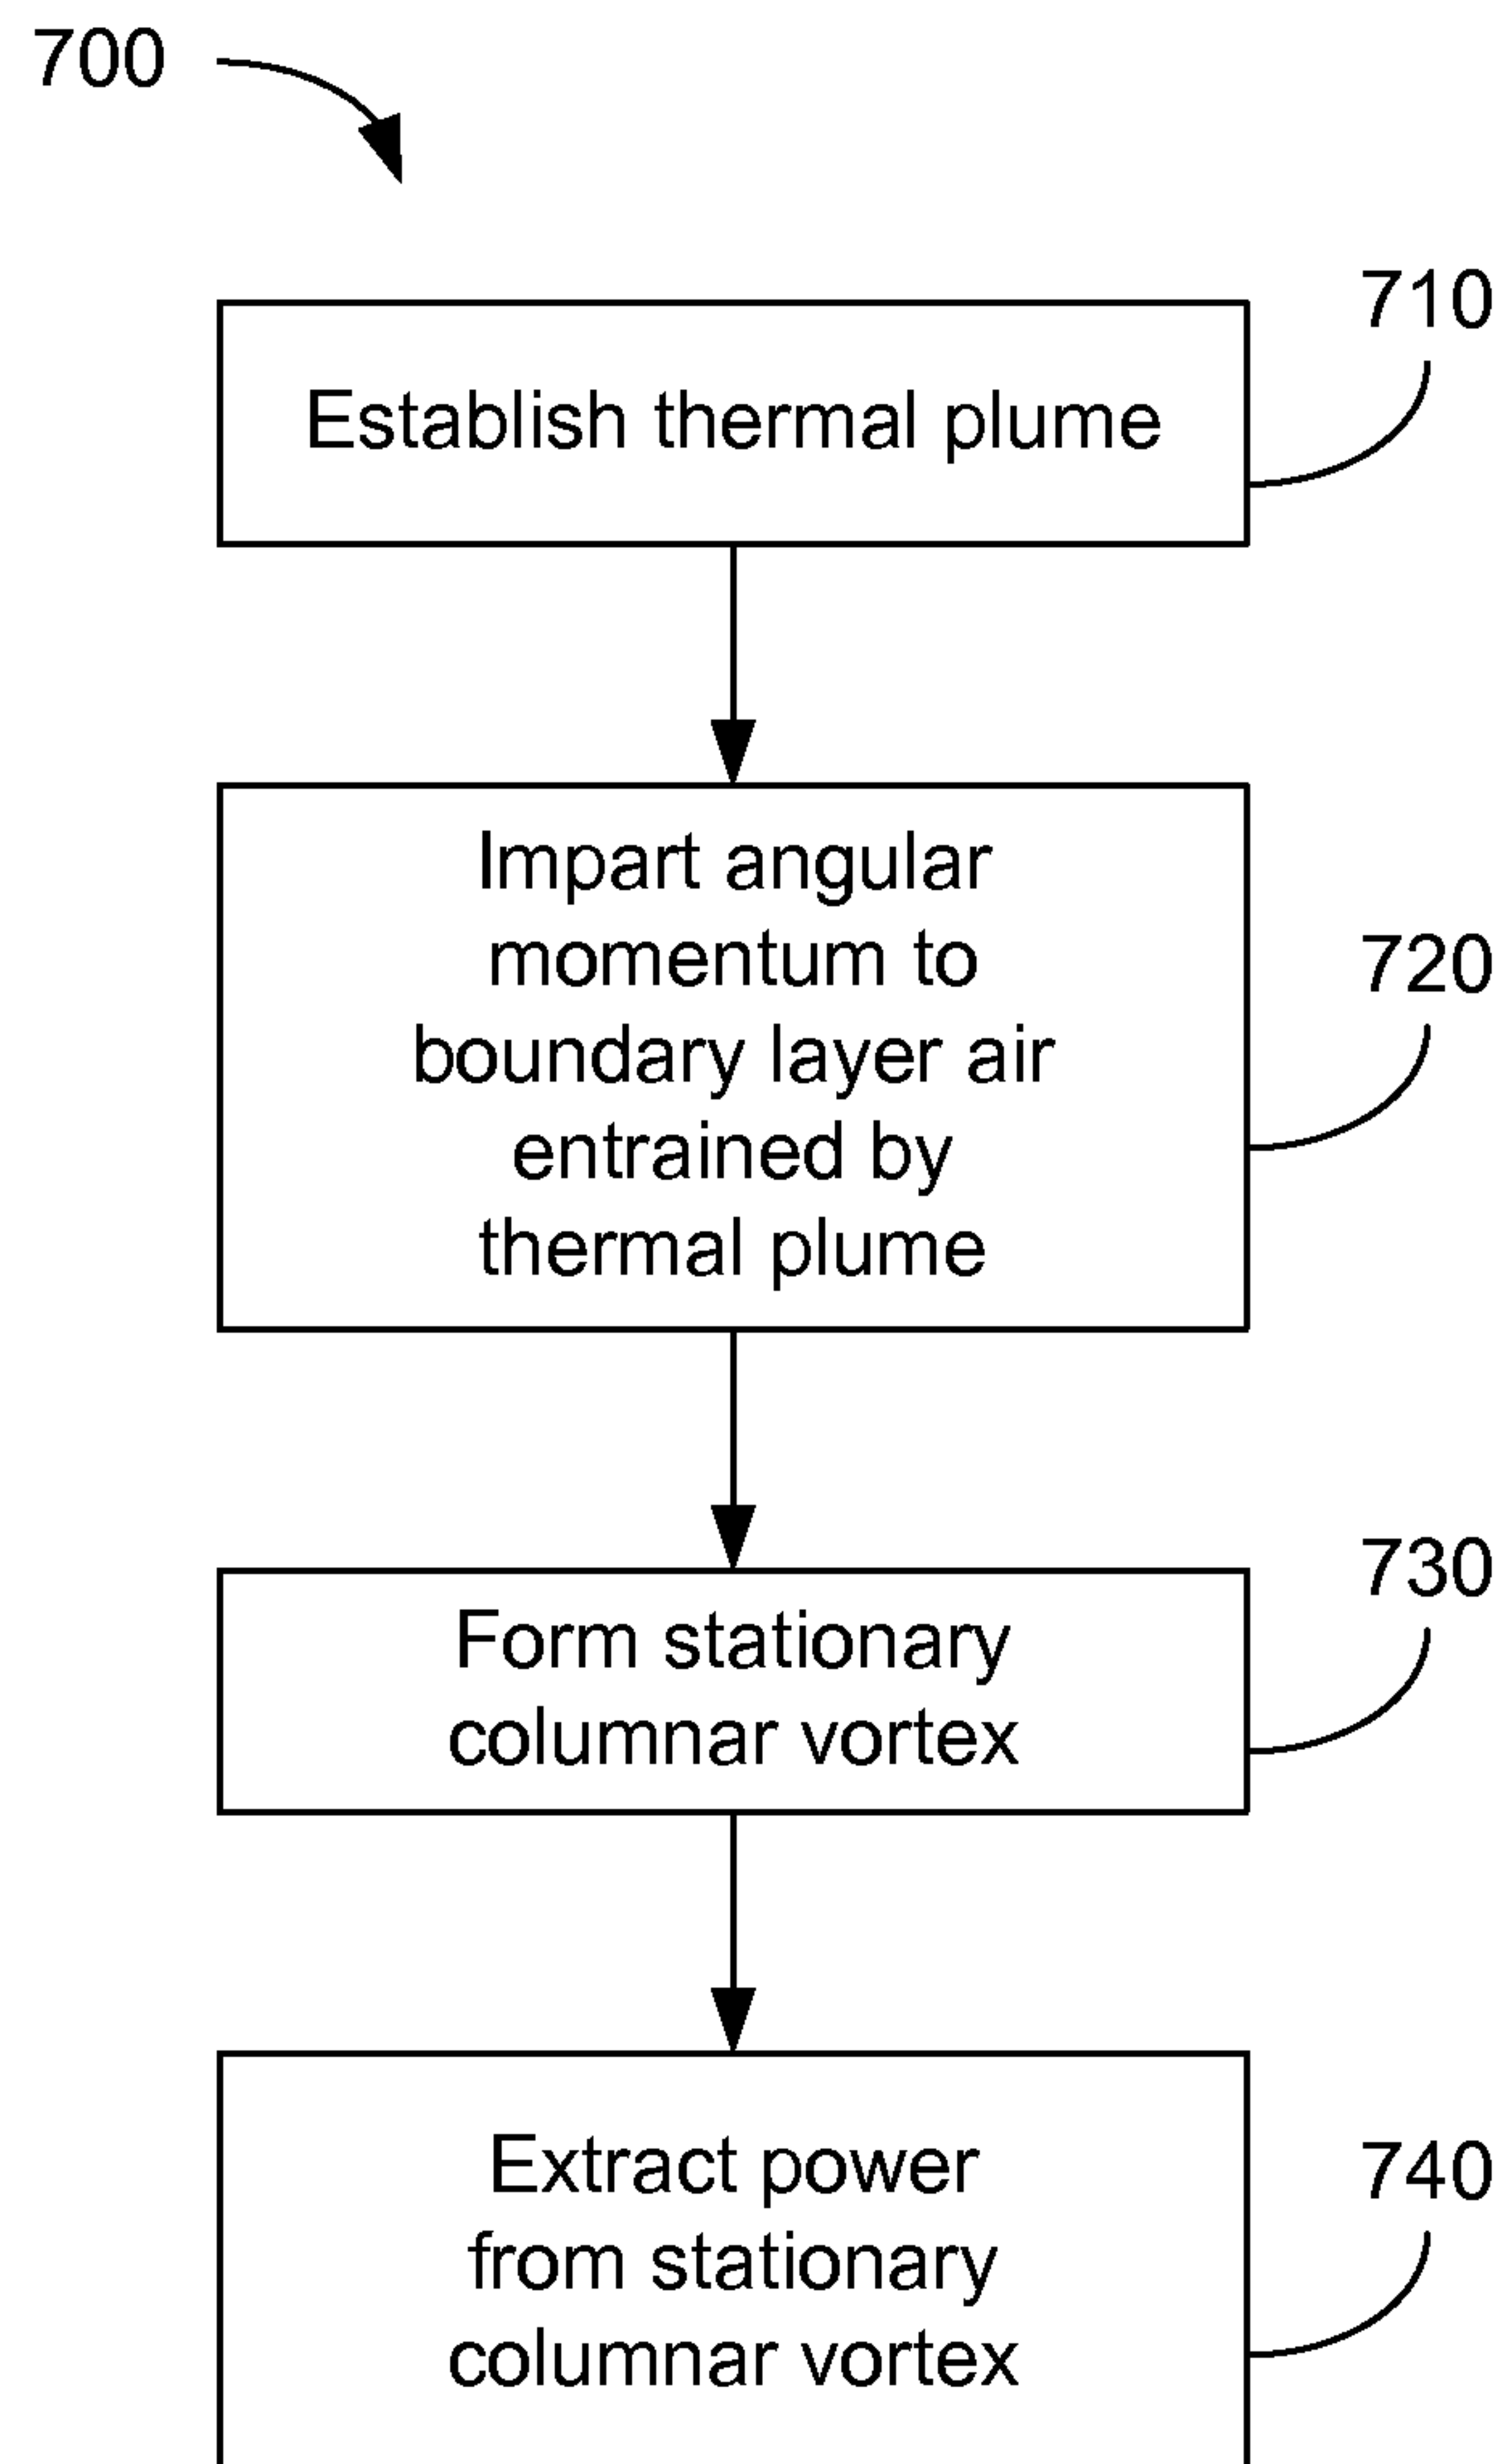 700
710
Establish thermal plume
Impart angular
momentum to
boundary layer air
entrained by
thermal plume
720
730
Form stationary
columnar vortex
Extract power
from stationary
columnar vortex
740